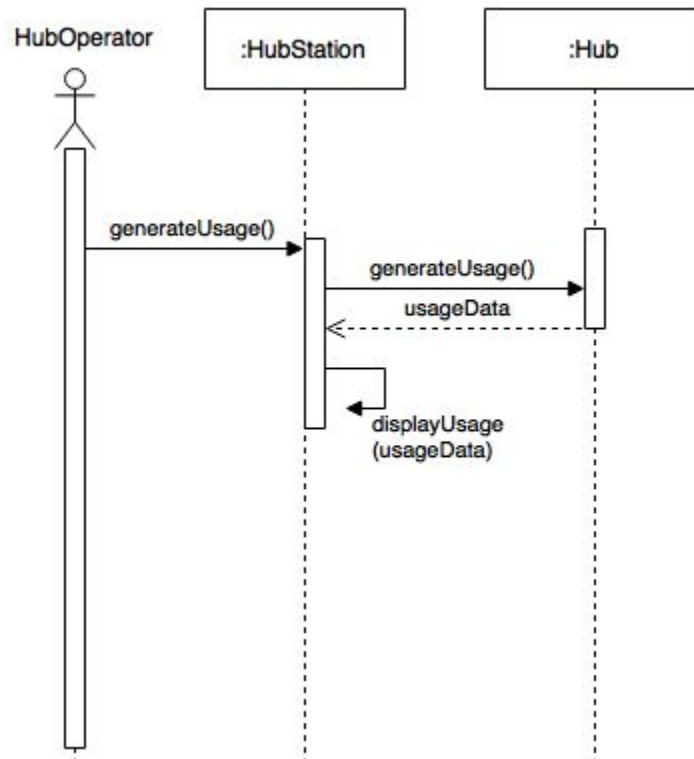 HubOperator
:HubStation
:Hub
generateUsage()
generateUsage()
usageData
displayUsage
(usageData)